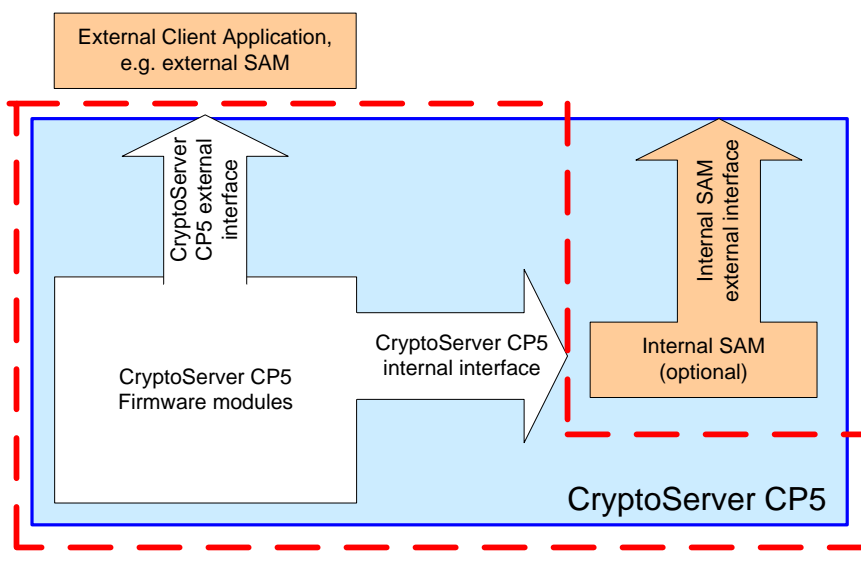 External Client Application,
e.g. external SAM
CryptoServer
CP5 external
interface
Internal SAM
external interface
CryptoServer CP5
internal interface
Internal SAM
(optional)
CryptoServer CP5
Firmware modules
CryptoServer CP5